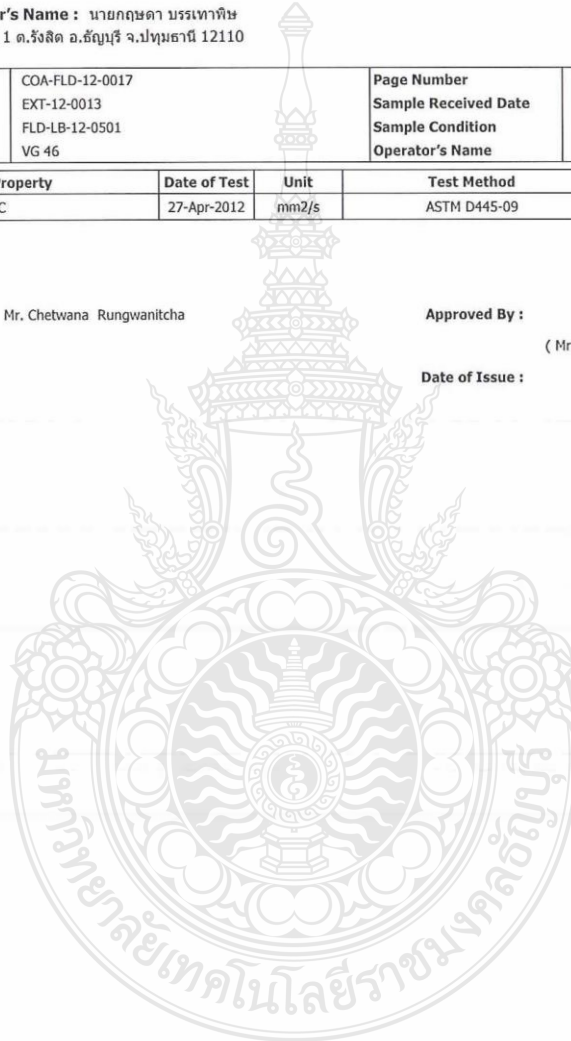 r's Name : นายกฤษดา บรรเทาพิษ
1 ต.รังสิต อ.ธัญบุรี จ.ปทุมธานี 12110
COA-FLD-12-0017 Page Number
EXT-12-0013 Sample Received Date
FLD-LB-12-0501 Sample Condition
VG 46 Operator's Name
roperty Date of Test Unit Test Method
C 27-Apr-2012 mm2/s ASTM D445-09
Mr. Chetwana Rungwanitcha Approved By :
( Mr
Date of Issue :
มหาวิทยาลัยเทคโนโลยีราชมงคลธัญบุรี